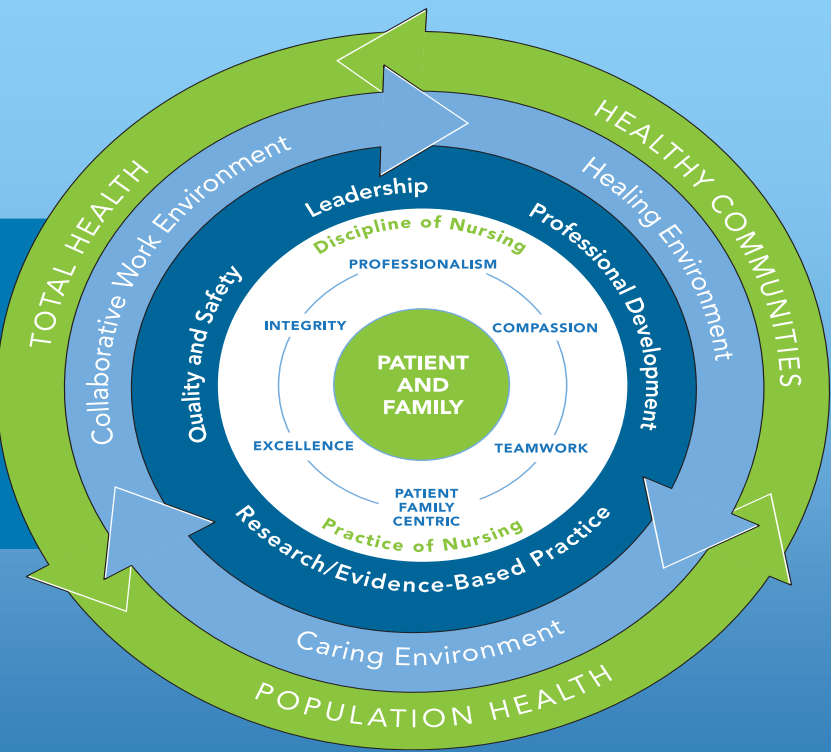 TOTAL HEALTH
HEALTHY COMMUNITIES
POPULATION HEALTH
Collaborative Work Environment
Healing Environment
Caring Environment
Leadership
Professional Development
Quality and Safety
Research/Evidence-Based Practice
Discipline of Nursing
PROFESSIONALISM
INTEGRITY
COMPASSION
PATIENT
AND
FAMILY
EXCELLENCE
TEAMWORK
PATIENT
FAMILY
CENTRIC
Practice of Nursing